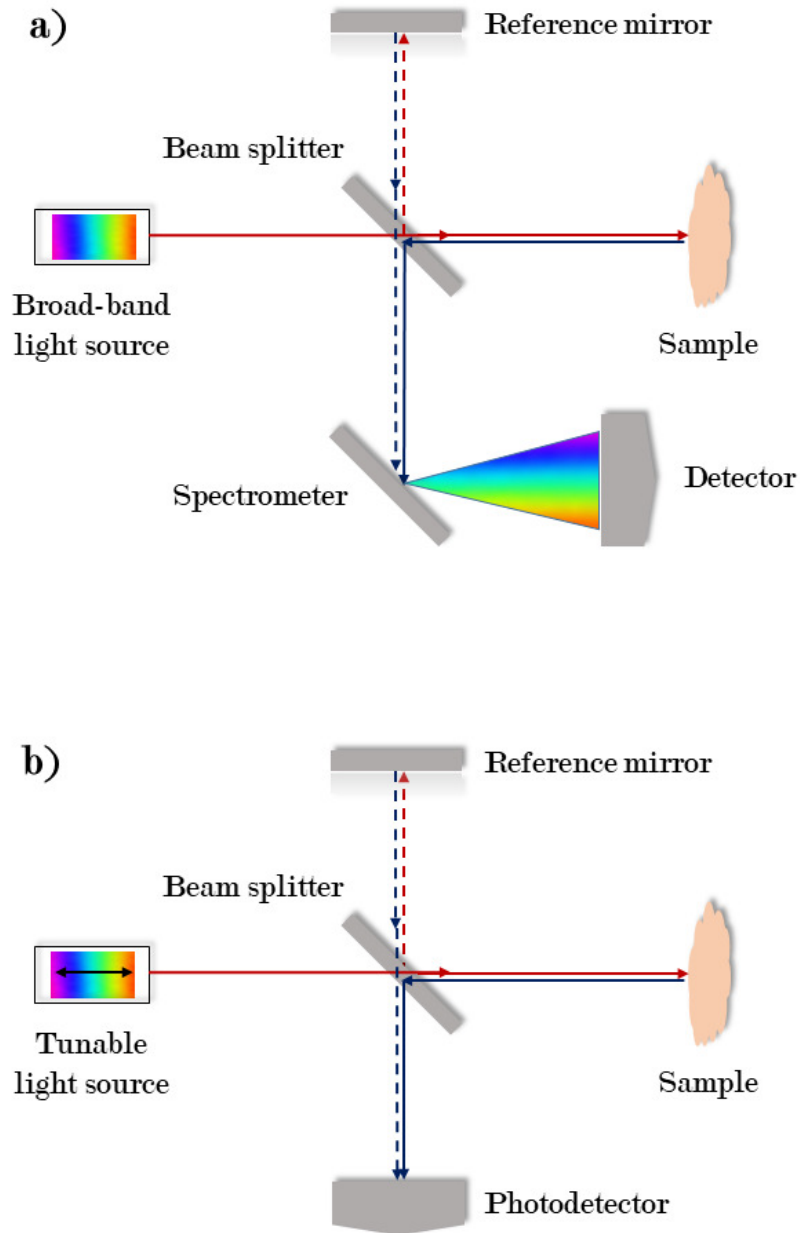 a)
Reference mirror
Beam splitter
Broad-band
light source
Sample
Spectrometer
Detector
b)
Reference mirror
Beam splitter
Tunable
light source
Sample
Photodetector